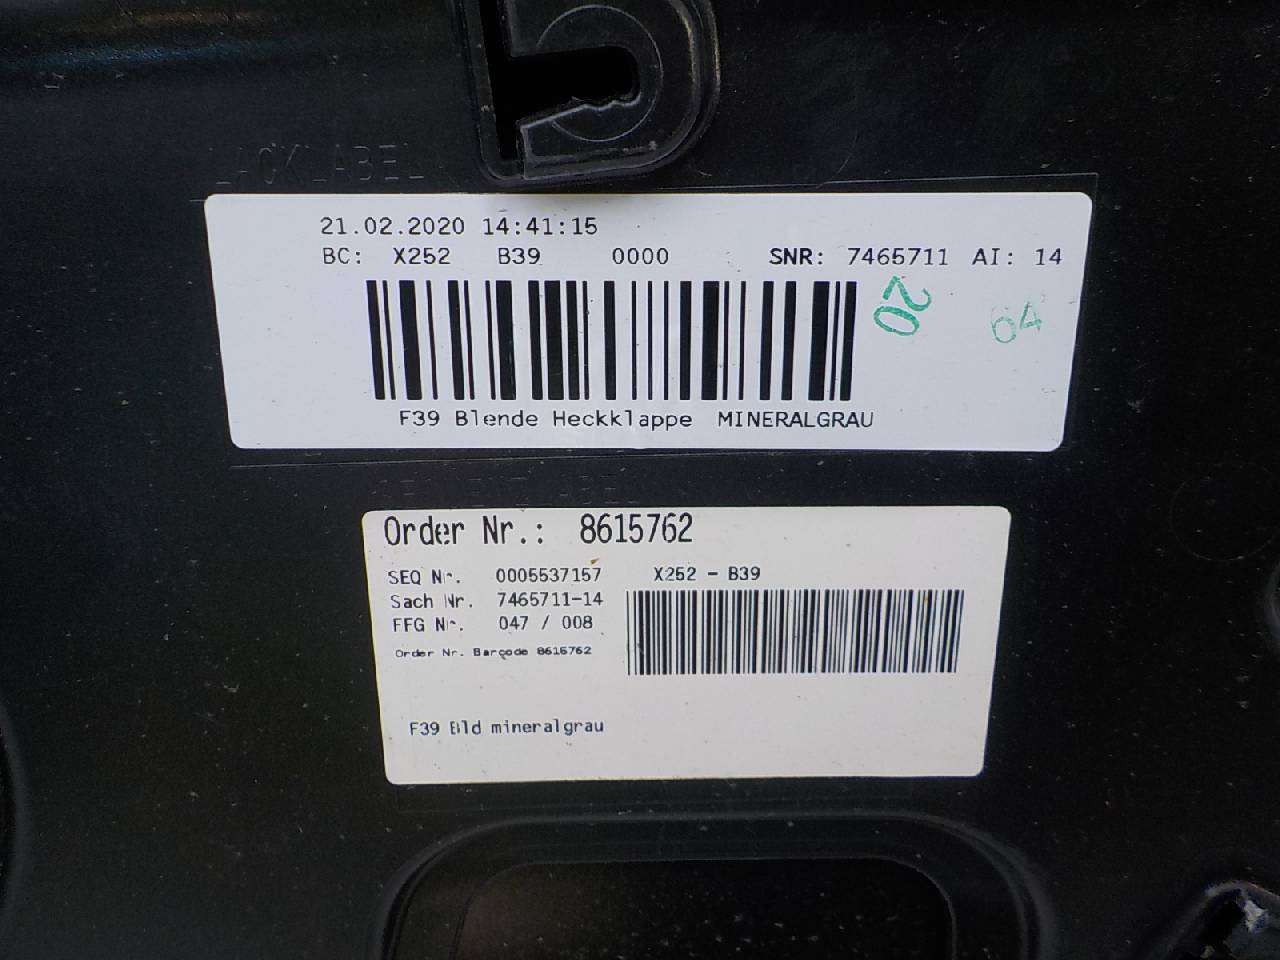 LACKLABEL
21.02.2020 14:41:15
BC: X252 B39 0000 SNR: 7465711 AI: 14
20 64
F39 Blende Heckklappe MINERALGRAU
Order Nr.: 8615762
SEQ Nr. 0005537157 X252 - B39
Sach Nr. 7465711-14
FFG Nr. 047 / 008
Order Nr. Barcode 8615762
F39 Bld mineralgrau